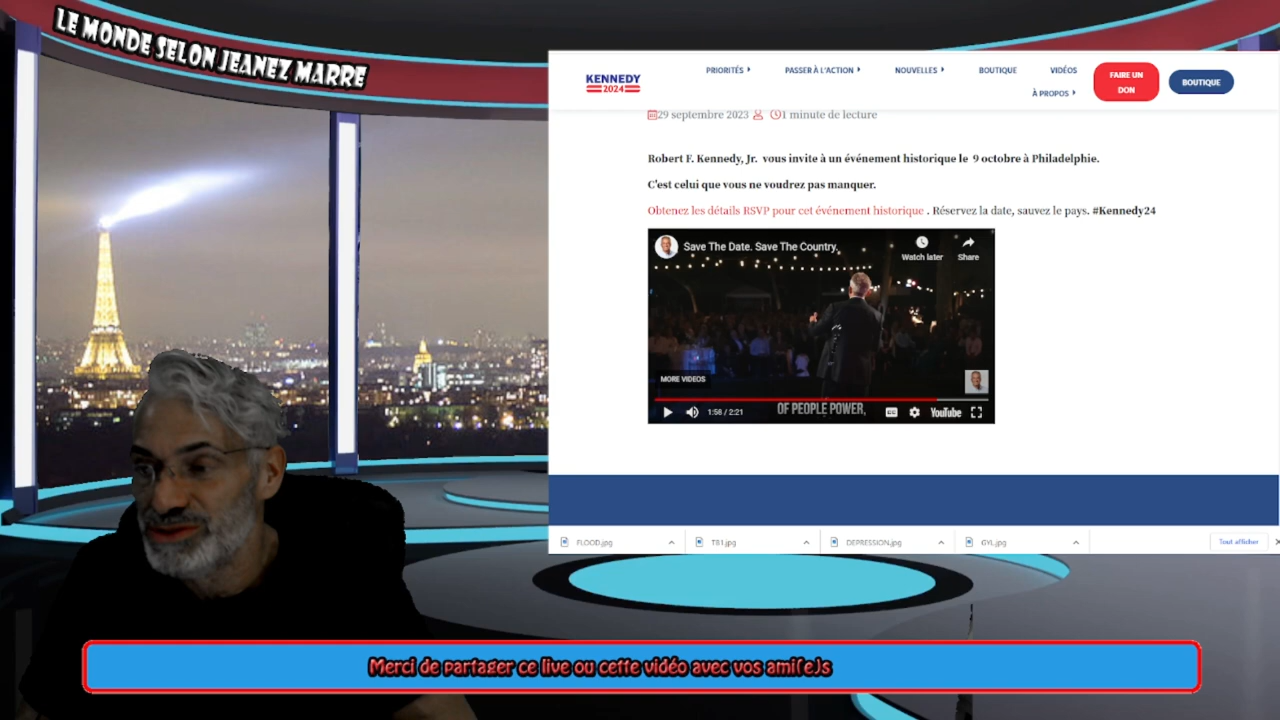 LE MONDE SELON JEANEZ MARRE
KENNEDY
2024
PRIORITÉS
PASSER À L'ACTION
NOUVELLES
BOUTIQUE
VIDÉOS
À PROPOS
FAIRE UN
DON
BOUTIQUE
29 septembre 2023
1 minute de lecture
Robert F. Kennedy, Jr. vous invite à un événement historique le 9 octobre à Philadelphie.
C'est celui que vous ne voudrez pas manquer.
Obtenez les détails RSVP pour cet événement historique . Réservez la date, sauvez le pays. #Kennedy24
Save The Date. Save The Country.
Watch later
Share
MORE VIDEOS
OF PEOPLE POWER,
1:58 / 2:21
CC
YouTube
FLOOD.jpg
TB1.jpg
DEPRESSION.jpg
GYL.jpg
Tout afficher
Merci de partager ce live ou cette vidéo avec vos ami(e)s